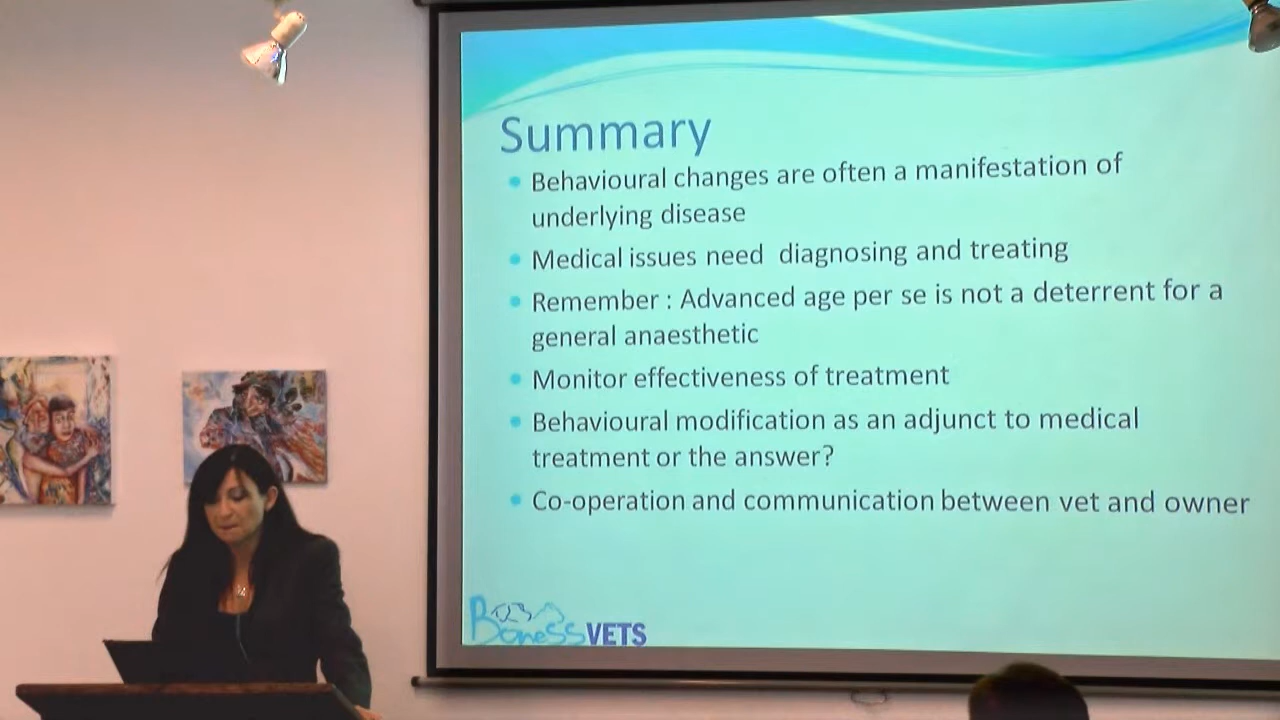 Summary
• Behavioural changes are often a manifestation of
underlying disease
• Medical issues need diagnosing and treating
• Remember : Advanced age per se is not a deterrent for a
general anaesthetic
• Monitor effectiveness of treatment
• Behavioural modification as an adjunct to medical
treatment or the answer?
• Co-operation and communication between vet and owner
Boness VETS